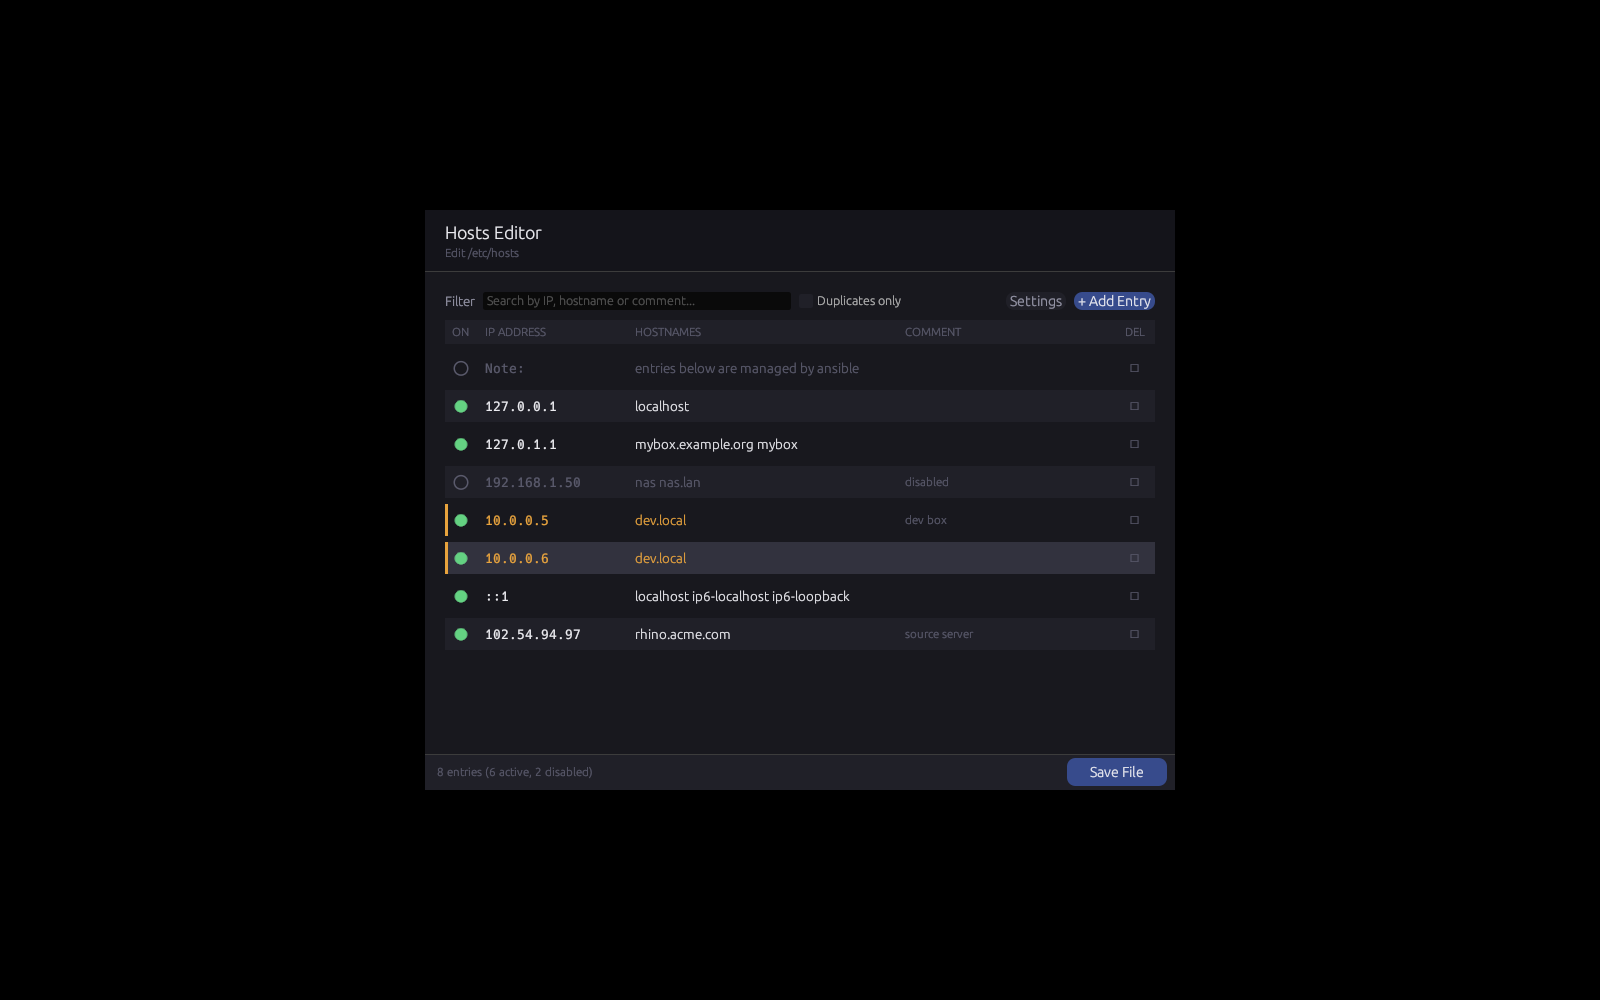 Hosts Editor
Edit /etc/hosts
Filter Search by IP, hostname or comment... Duplicates only Settings + Add Entry
ON IP ADDRESS HOSTNAMES COMMENT DEL
Note: entries below are managed by ansible
127.0.0.1 localhost
127.0.1.1 mybox.example.org mybox
192.168.1.50 nas nas.lan disabled
10.0.0.5 dev.local dev box
10.0.0.6 dev.local
::1 localhost ip6-localhost ip6-loopback
102.54.94.97 rhino.acme.com source server
8 entries (6 active, 2 disabled) Save File